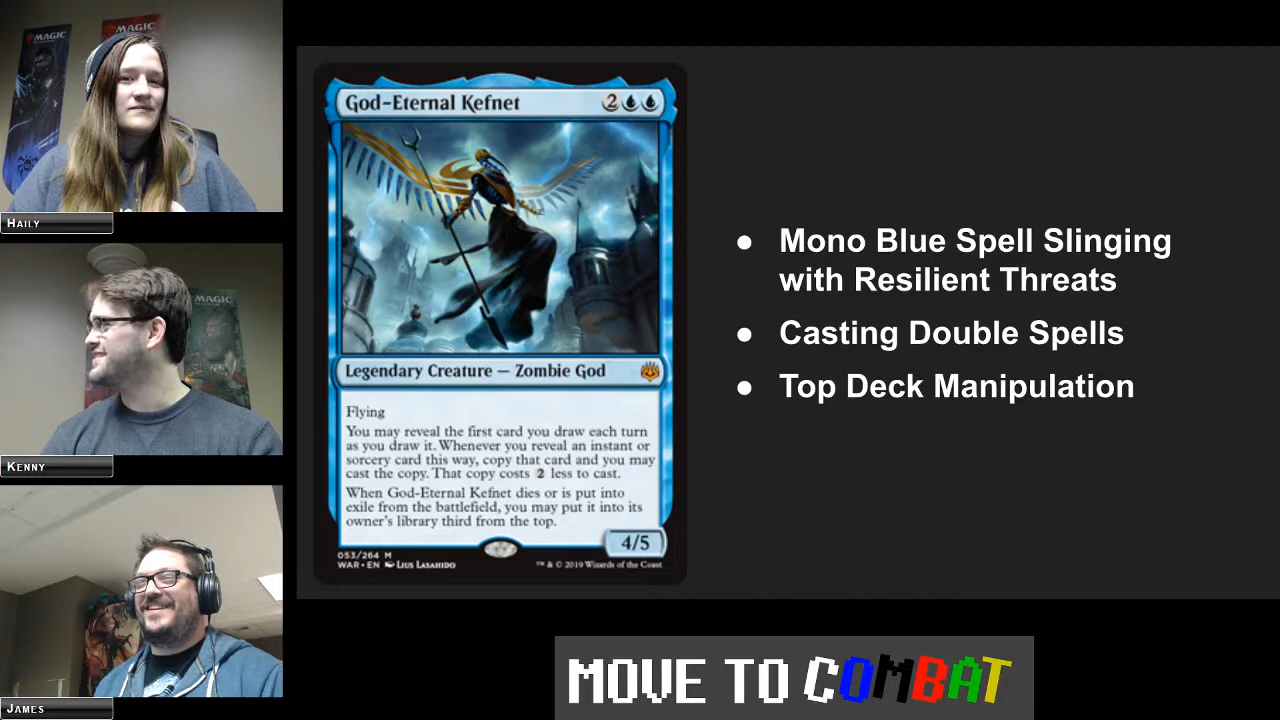 MAGIC
MAGIC
HAILY
MAGIC
KENNY
JAMES
God-Eternal Kefnet 2
Legendary Creature — Zombie God
Flying
You may reveal the first card you draw each turn
as you draw it. Whenever you reveal an instant or
sorcery card this way, copy that card and you may
cast the copy. That copy costs 2 less to cast.
When God-Eternal Kefnet dies or is put into
exile from the battlefield, you may put it into its
owner's library third from the top.
4/5
053/264 M
WAR • EN Lius Lasahido
™ & © 2019 Wizards of the Coast
● Mono Blue Spell Slinging
with Resilient Threats
● Casting Double Spells
● Top Deck Manipulation
MOVE TO COMBAT